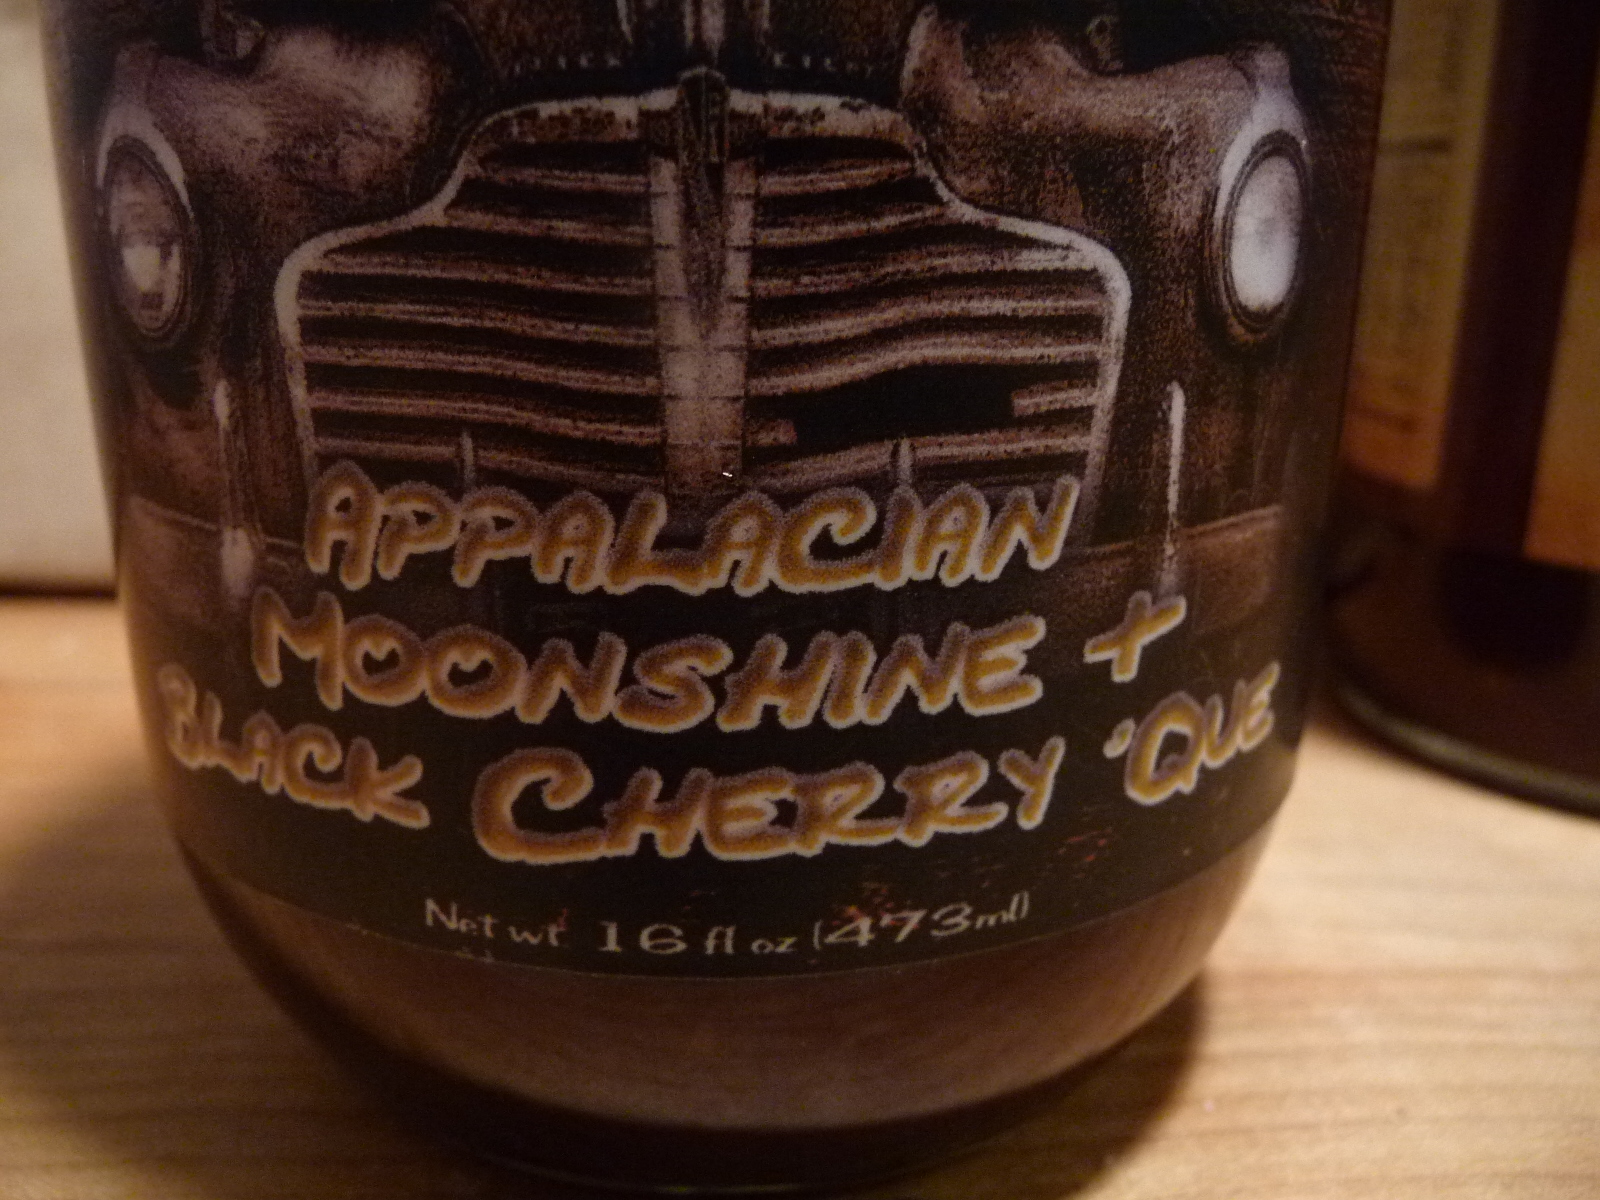 APPALACIAN
MOONSHINE +
BLACK CHERRY 'QUE
Net wt 16 fl oz (473ml)